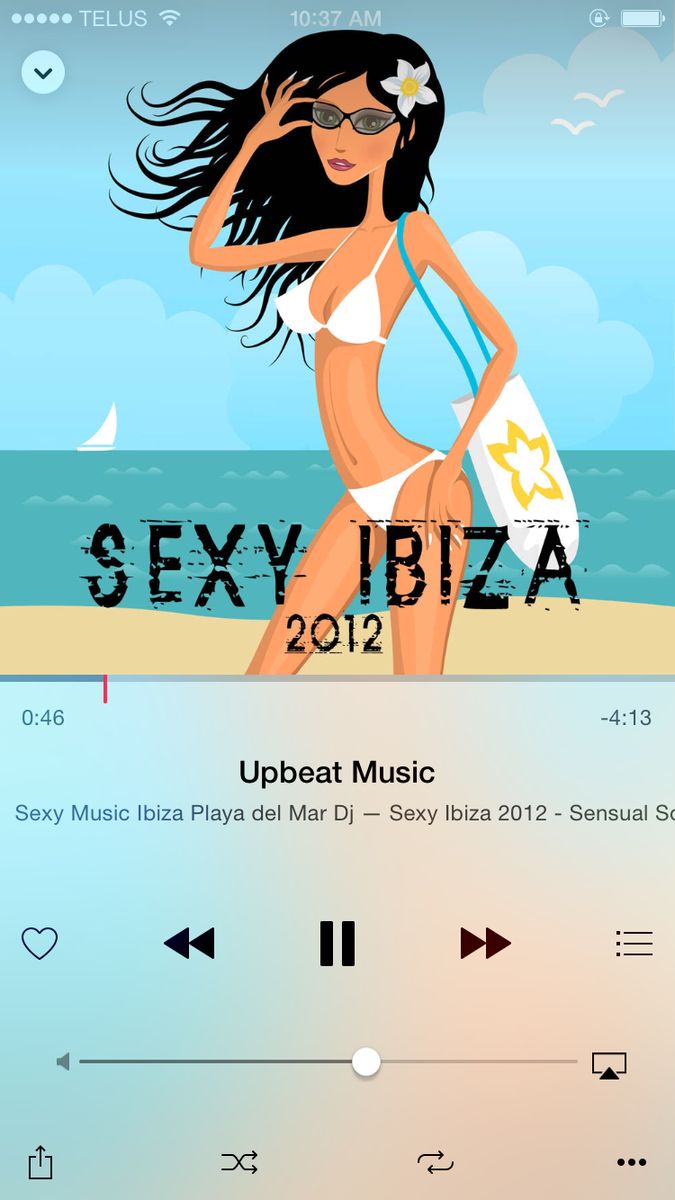 TELUS 10:37 AM
SEXY IBIZA
2012
0:46 -4:13
Upbeat Music
Sexy Music Ibiza Playa del Mar Dj — Sexy Ibiza 2012 - Sensual So